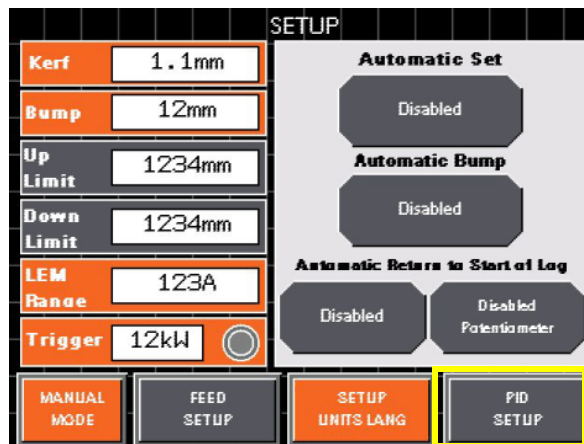 SETUP
Kerf
1.1mm
Bump
12mm
Up
Limit
1234mm
Down
Limit
1234mm
LEM
Range
123A
Trigger
12kW
Automatic Set
Disabled
Automatic Bump
Disabled
Automatic Return to Start of Log
Disabled
Disabled
Potentiometer
MANUAL
MODE
FEED
SETUP
SETUP
UNITS LANG
PID
SETUP